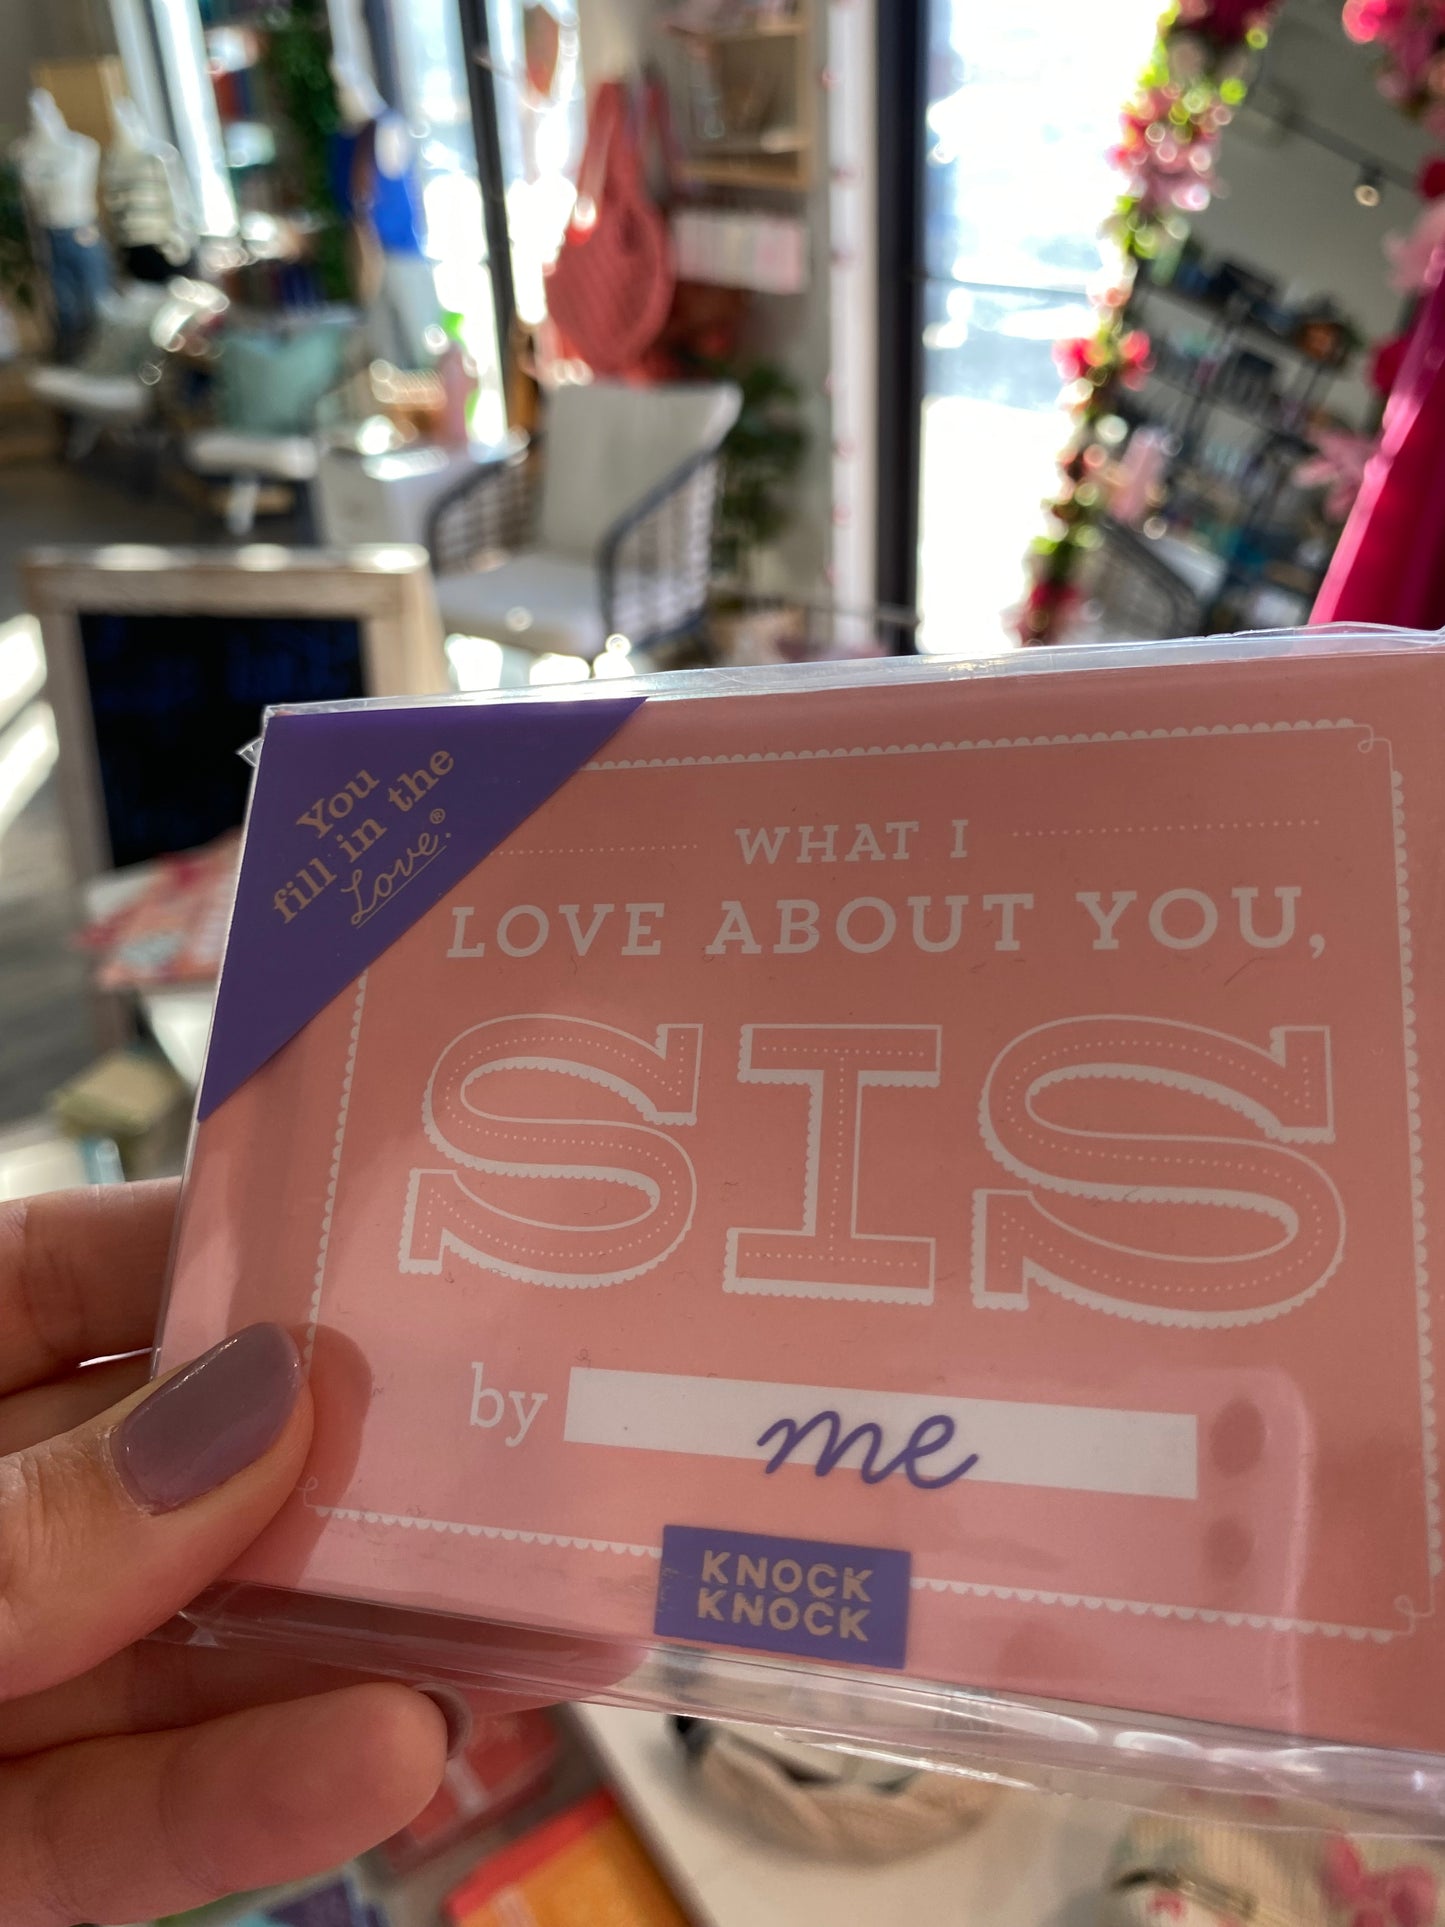 You
fill in the
Love.®
WHAT I
LOVE ABOUT YOU,
SIS
by me
KNOCK
KNOCK